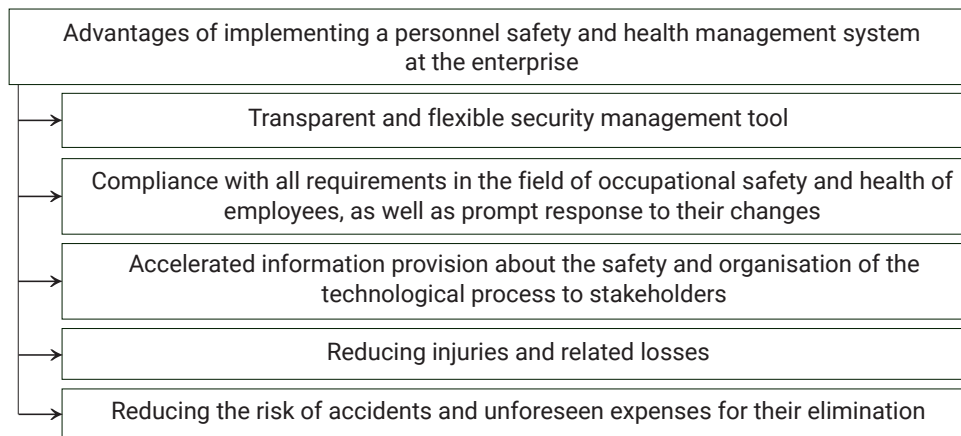 Advantages of implementing a personnel safety and health management system
at the enterprise
Transparent and flexible security management tool
Compliance with all requirements in the field of occupational safety and health of
employees, as well as prompt response to their changes
Accelerated information provision about the safety and organisation of the
technological process to stakeholders
Reducing injuries and related losses
Reducing the risk of accidents and unforeseen expenses for their elimination